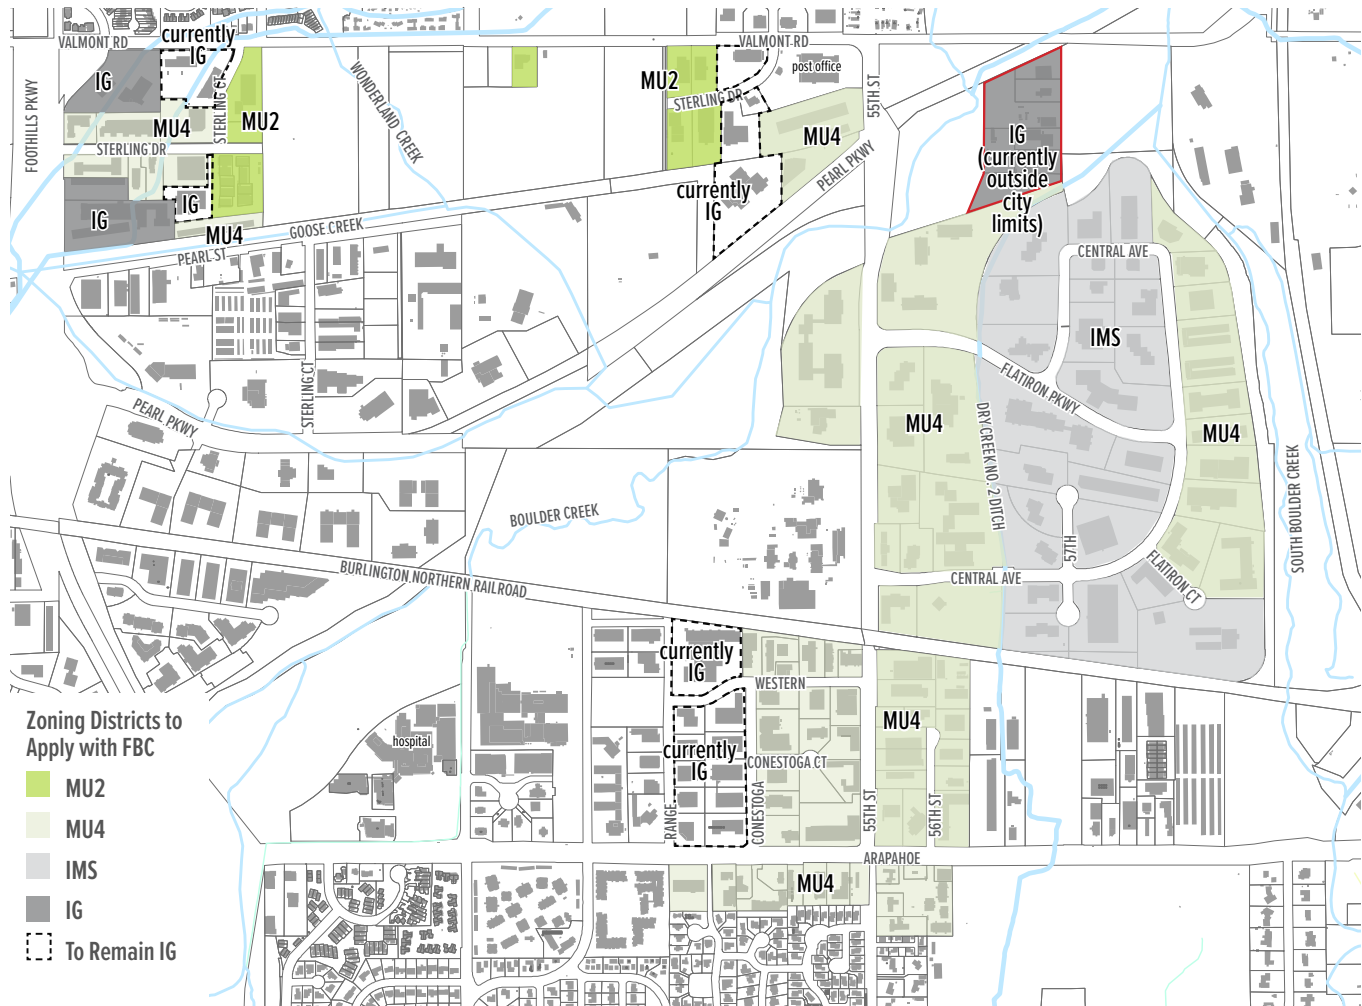 VALMONT RD
currently
IG
IG
FOOTHILLS PKWY
STERLING CT
MU2
MU4
STERLING DR
IG
IG
MU4
GOOSE CREEK
PEARL ST
WONDERLAND CREEK
MU2
STERLING DR
VALMONT RD
post office
55TH ST
MU4
PEARL PKWY
currently
IG
IG
(currently
outside
city
limits)
CENTRAL AVE
IMS
FLATIRON PKWY
MU4
DRY CREEK NO. 2 DITCH
MU4
SOUTH BOULDER CREEK
STERLING CT
PEARL PKWY
BOULDER CREEK
57TH
FLATIRON CT
CENTRAL AVE
BURLINGTON NORTHERN RAILROAD
currently
IG
WESTERN
MU4
currently
IG
CONESTOGA CT
hospital
RANGE
CONESTOGA
55TH ST
56TH ST
ARAPAHOE
MU4
Zoning Districts to
Apply with FBC
MU2
MU4
IMS
IG
To Remain IG